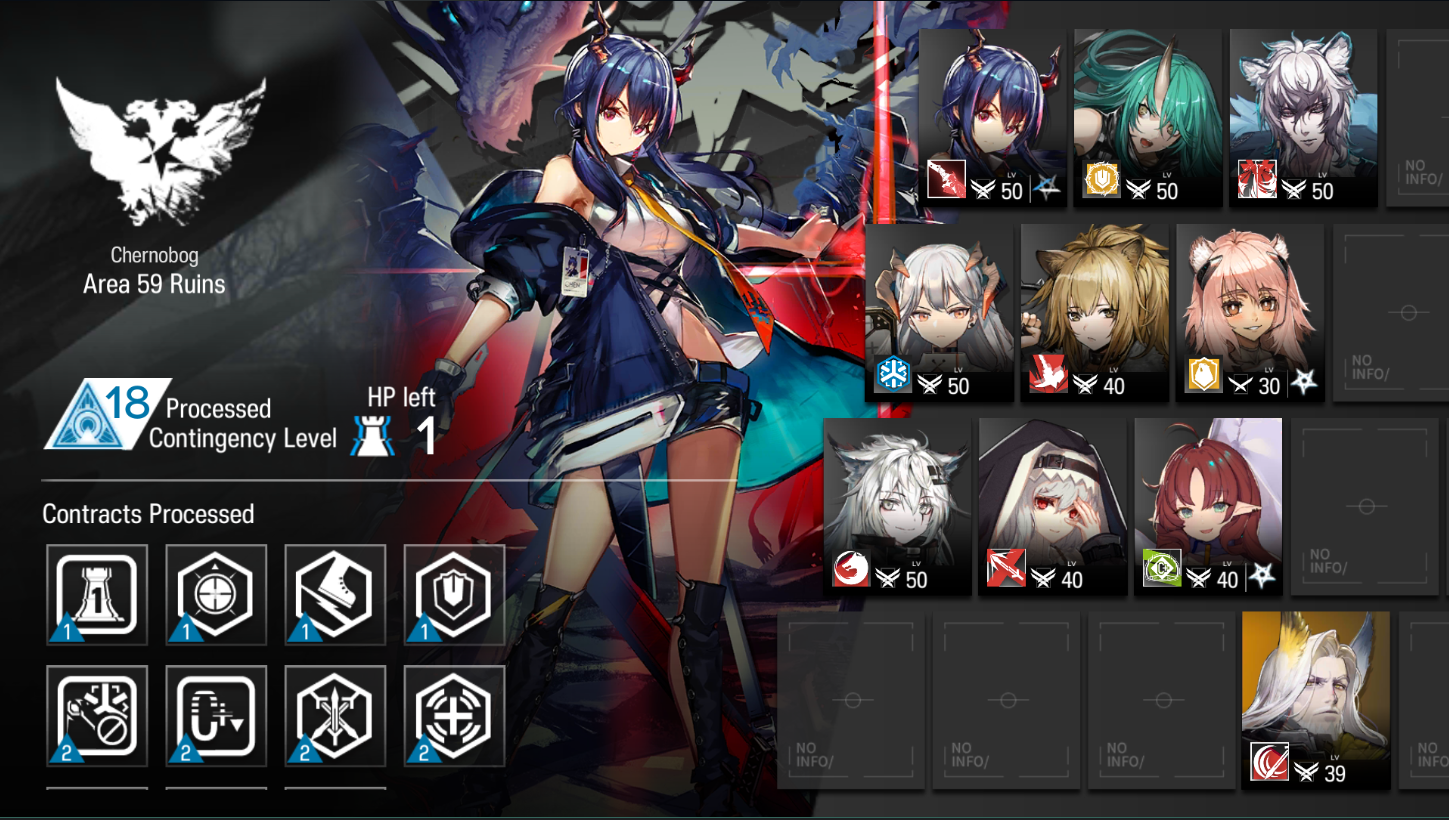 Chernobog
Area 59 Ruins
18
Processed
Contingency Level
HP left
1
Contracts Processed
1
1
1
1
1
2
2
2
2
CHEN
LV
50
LV
50
LV
50
NO
INFO/
LV
50
LV
40
LV
30
NO
INFO/
LV
50
LV
40
LV
40
NO
INFO/
NO
INFO/
NO
INFO/
NO
INFO/
LV
39
NO
INFO/